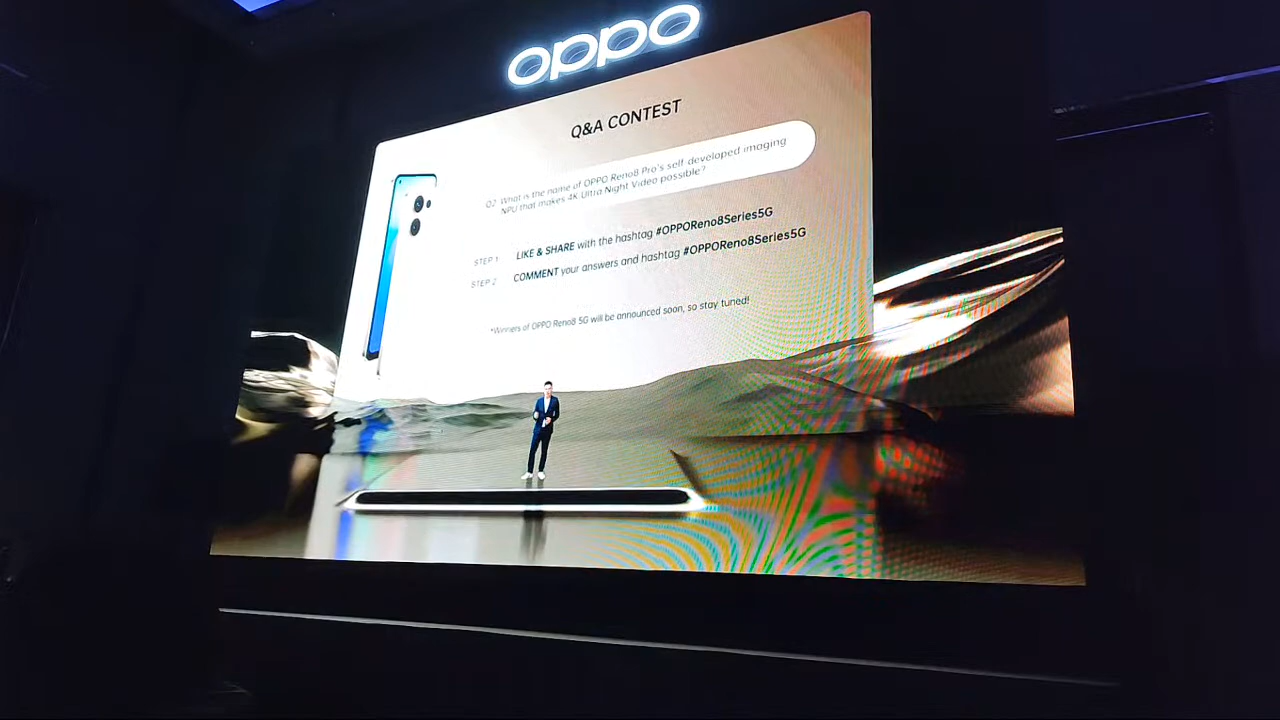 oppo
Q&A CONTEST
Q2 What is the name of OPPO Reno8 Pro's self-developed imaging
NPU that makes 4K Ultra Night Video possible?
STEP 1 LIKE & SHARE with the hashtag #OPPOReno8Series5G
STEP 2 COMMENT your answers and hashtag #OPPOReno8Series5G
*Winners of OPPO Reno8 5G will be announced soon, so stay tuned!